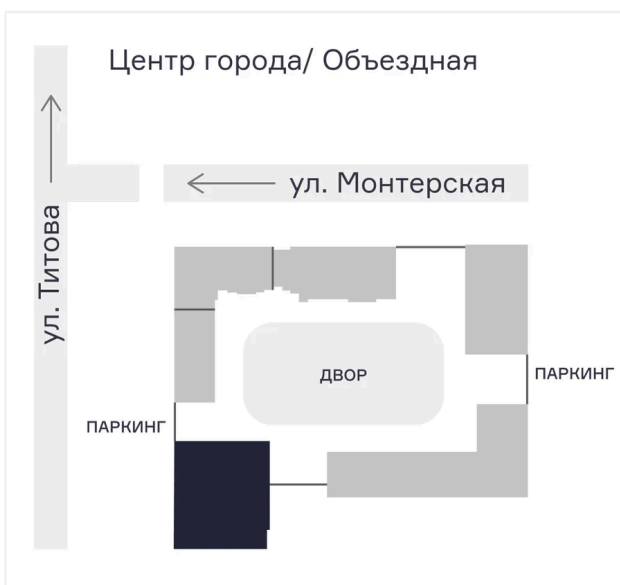 Центр города/ Объездная
ул. Монтерская
ул. Титова
ДВОР
ПАРКИНГ
ПАРКИНГ